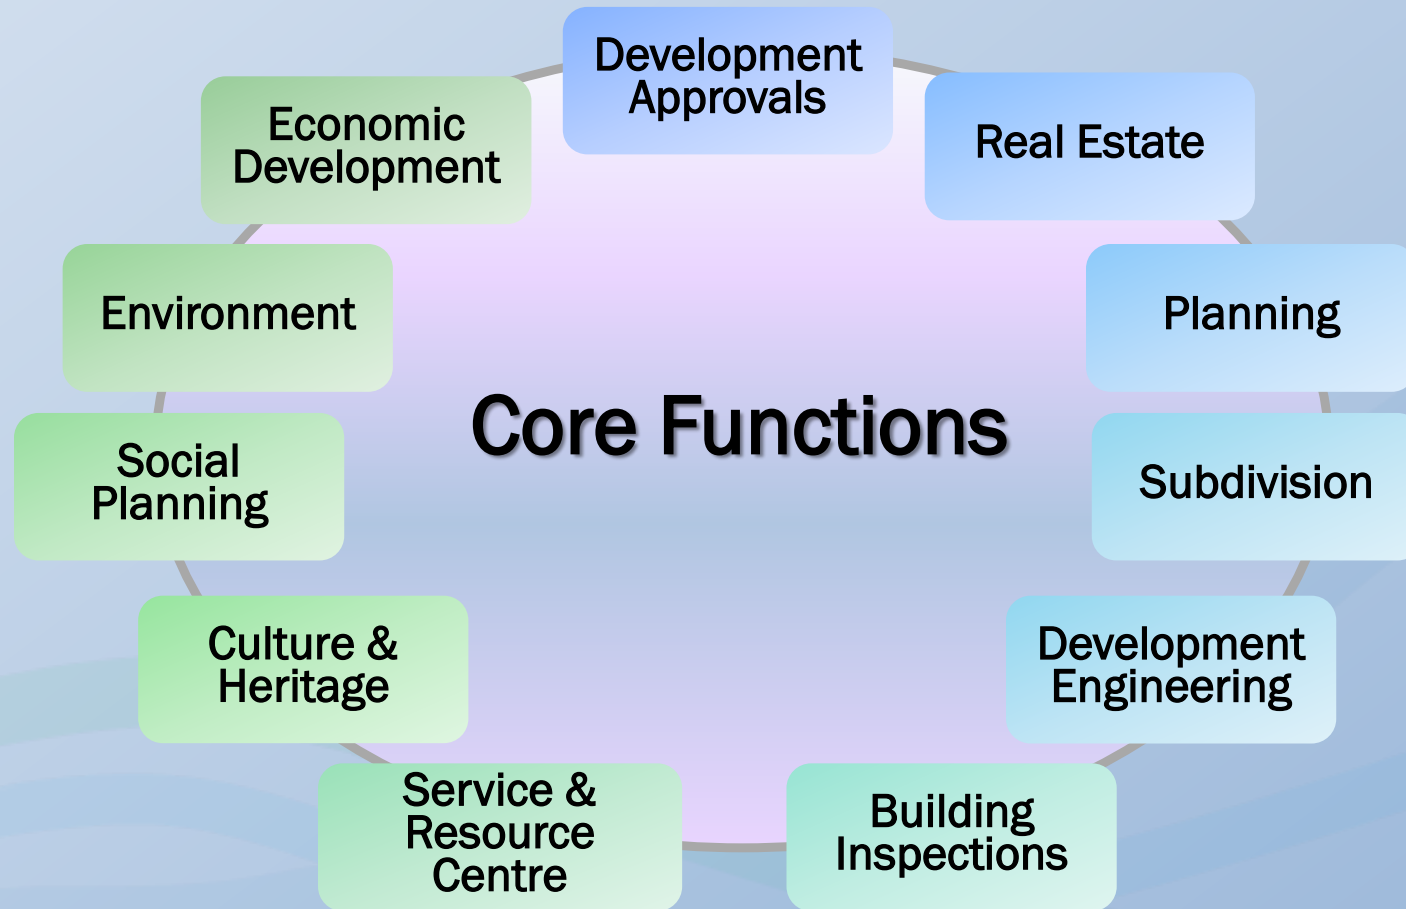 Development
Approvals
Real Estate
Planning
Subdivision
Development
Engineering
Building
Inspections
Service &
Resource
Centre
Culture &
Heritage
Social
Planning
Environment
Economic
Development
Core Functions